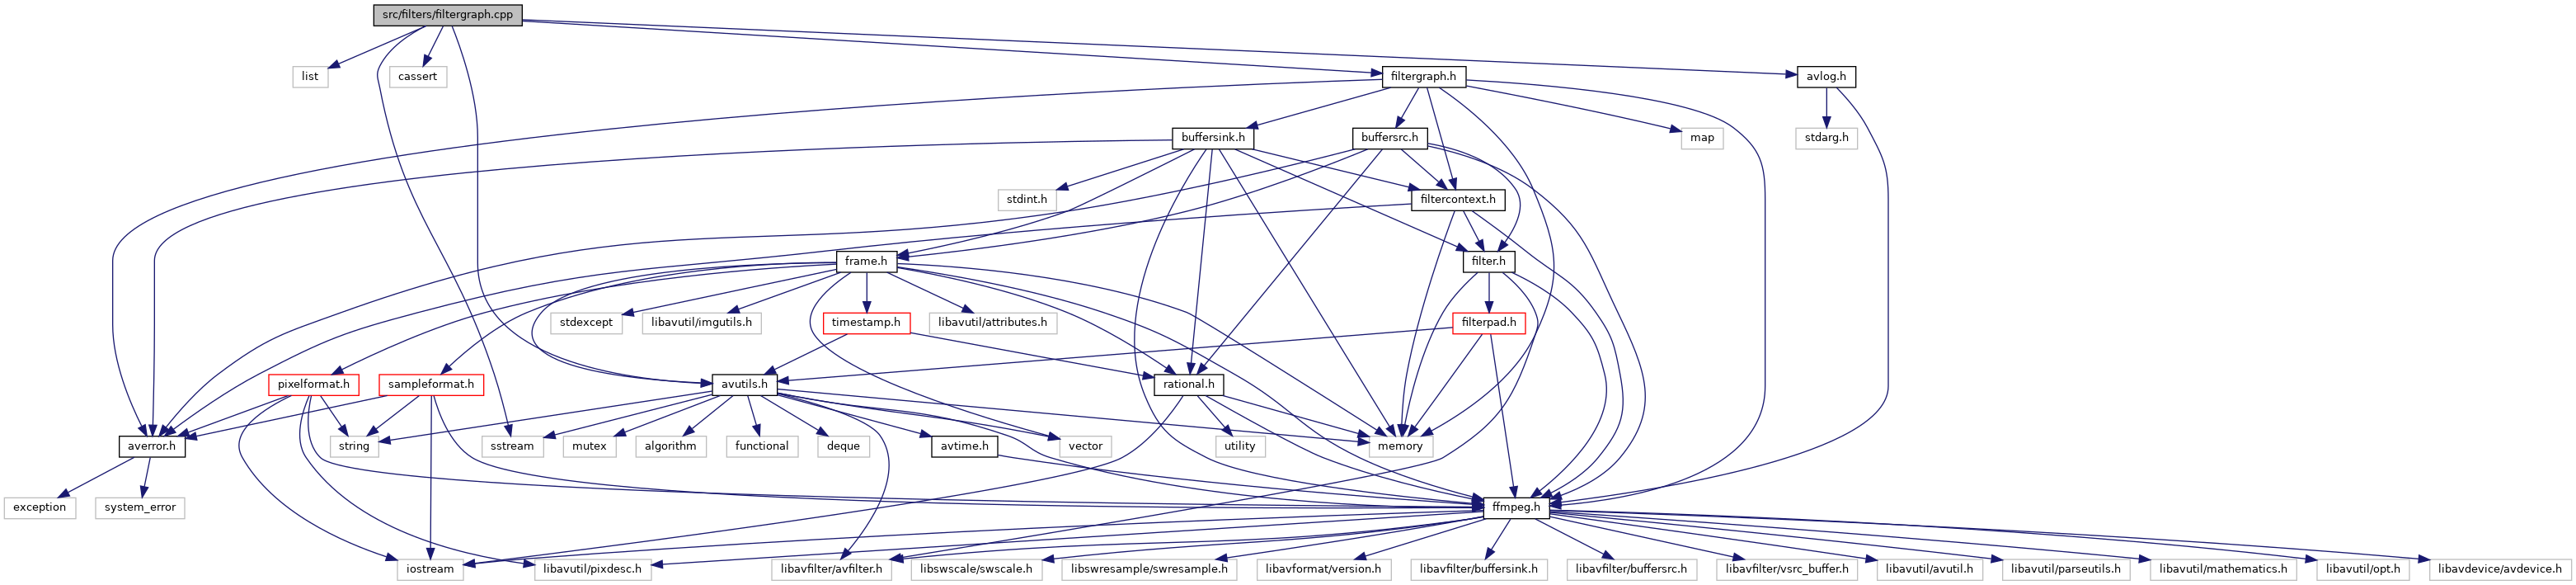 src/filters/filtergraph.cpp
list
cassert
filtergraph.h
avlog.h
buffersink.h
buffersrc.h
map
stdarg.h
stdint.h
filtercontext.h
frame.h
filter.h
stdexcept
libavutil/imgutils.h
timestamp.h
libavutil/attributes.h
filterpad.h
pixelformat.h
sampleformat.h
avutils.h
rational.h
averror.h
string
sstream
mutex
algorithm
functional
deque
avtime.h
vector
utility
memory
exception
system_error
ffmpeg.h
iostream
libavutil/pixdesc.h
libavfilter/avfilter.h
libswscale/swscale.h
libswresample/swresample.h
libavformat/version.h
libavfilter/buffersink.h
libavfilter/buffersrc.h
libavfilter/vsrc_buffer.h
libavutil/avutil.h
libavutil/parseutils.h
libavutil/mathematics.h
libavutil/opt.h
libavdevice/avdevice.h